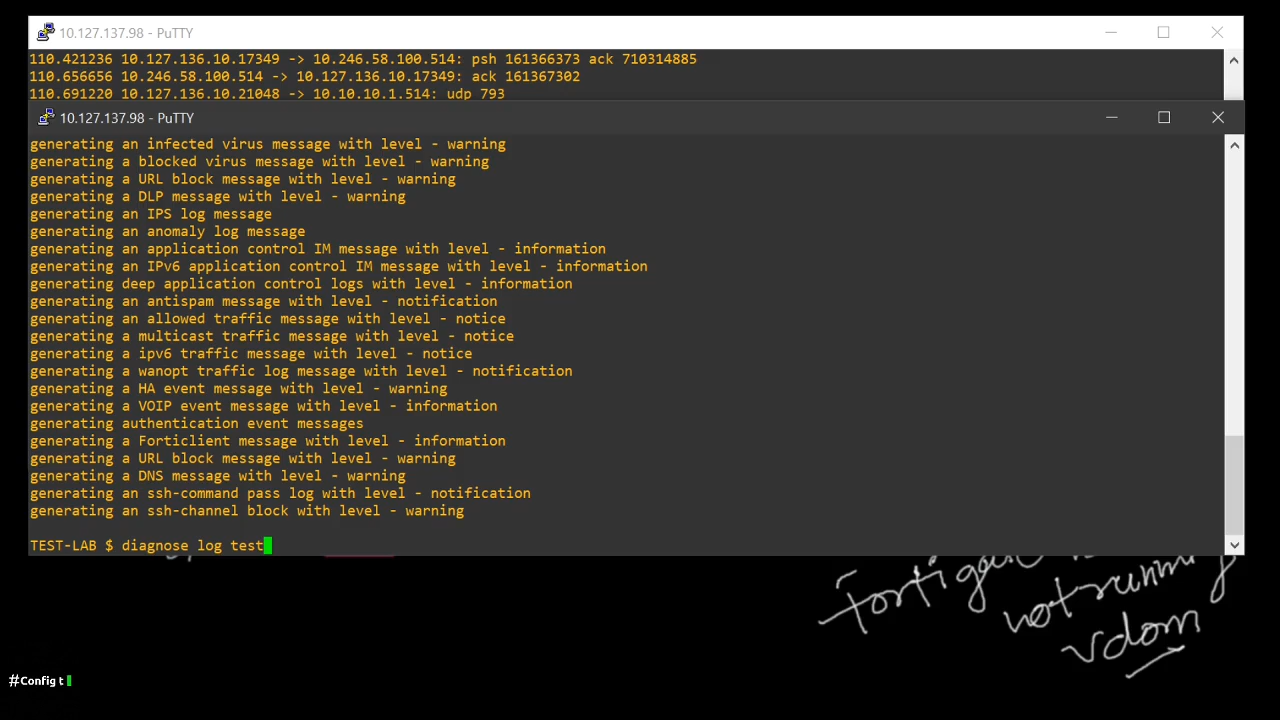 10.127.137.98 - PuTTY
110.421236 10.127.136.10.17349 -> 10.246.58.100.514: psh 161366373 ack 710314885
110.656656 10.246.58.100.514 -> 10.127.136.10.17349: ack 161367302
110.691220 10.127.136.10.21048 -> 10.10.10.1.514: udp 793
10.127.137.98 - PuTTY
generating an infected virus message with level - warning
generating a blocked virus message with level - warning
generating a URL block message with level - warning
generating a DLP message with level - warning
generating an IPS log message
generating an anomaly log message
generating an application control IM message with level - information
generating an IPv6 application control IM message with level - information
generating deep application control logs with level - information
generating an antispam message with level - notification
generating an allowed traffic message with level - notice
generating a multicast traffic message with level - notice
generating a ipv6 traffic message with level - notice
generating a wanopt traffic log message with level - notification
generating a HA event message with level - warning
generating a VOIP event message with level - information
generating authentication event messages
generating a Forticlient message with level - information
generating a URL block message with level - warning
generating a DNS message with level - warning
generating an ssh-command pass log with level - notification
generating an ssh-channel block with level - warning
TEST-LAB $ diagnose log test
not running
vdom
#Config t